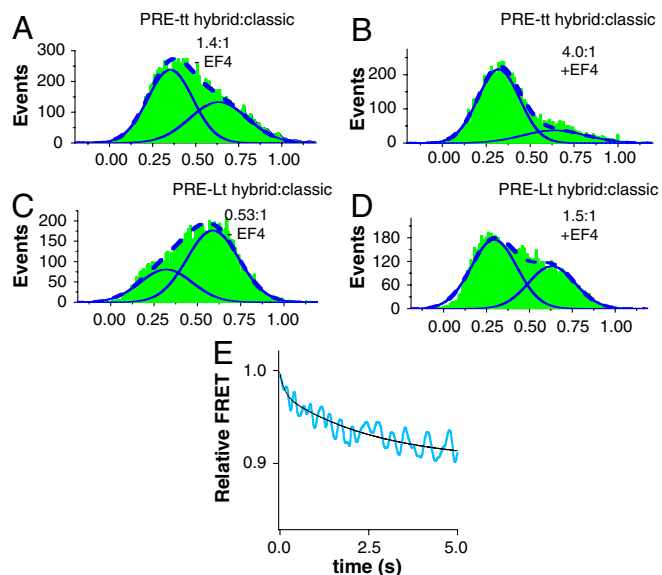 A
PRE-tt hybrid:classic
1.4:1
- EF4
Events
300
200
100
0
0.00 0.25 0.50 0.75 1.00
B
PRE-tt hybrid:classic
4.0:1
+EF4
Events
200
100
0
0.00 0.25 0.50 0.75 1.00
C
PRE-Lt hybrid:classic
0.53:1
- EF4
Events
200
150
100
50
0
0.00 0.25 0.50 0.75 1.00
D
PRE-Lt hybrid:classic
1.5:1
+EF4
Events
180
120
60
0
0.00 0.25 0.50 0.75 1.00
E
Relative FRET
1.0
0.9
0.0 2.5 5.0
time (s)